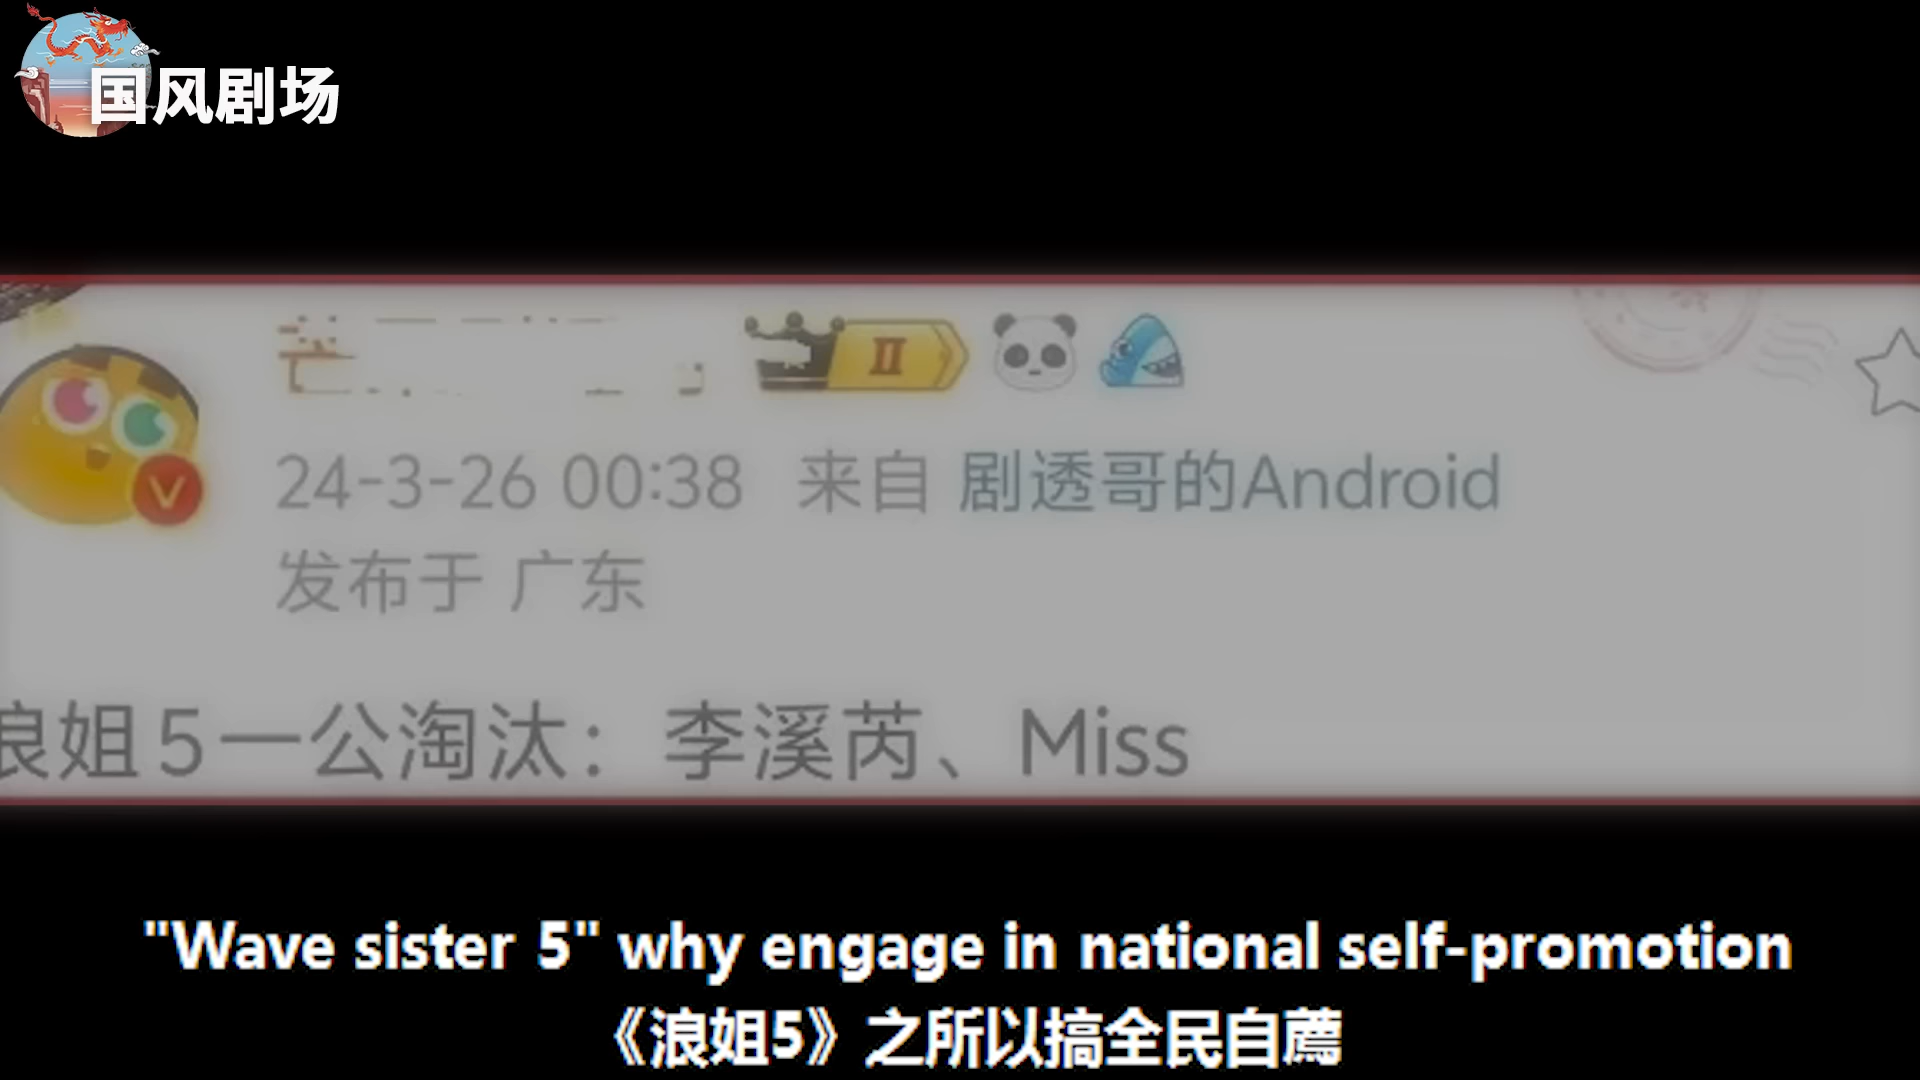 国风剧场
II
24-3-26 00:38 来自 剧透哥的Android
发布于 广东
浪姐5一公淘汰：李溪芮、Miss
"Wave sister 5" why engage in national self-promotion
《浪姐5》之所以搞全民自薦